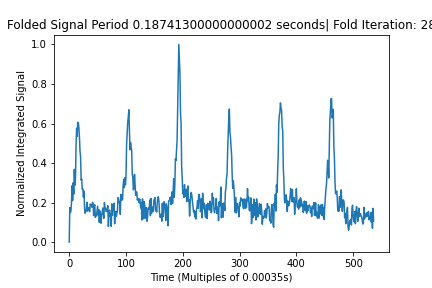 Folded Signal Period 0.18741300000000002 seconds| Fold Iteration: 28
1.0
0.8
0.6
0.4
0.2
0.0
Normalized Integrated Signal
0 100 200 300 400 500
Time (Multiples of 0.00035s)